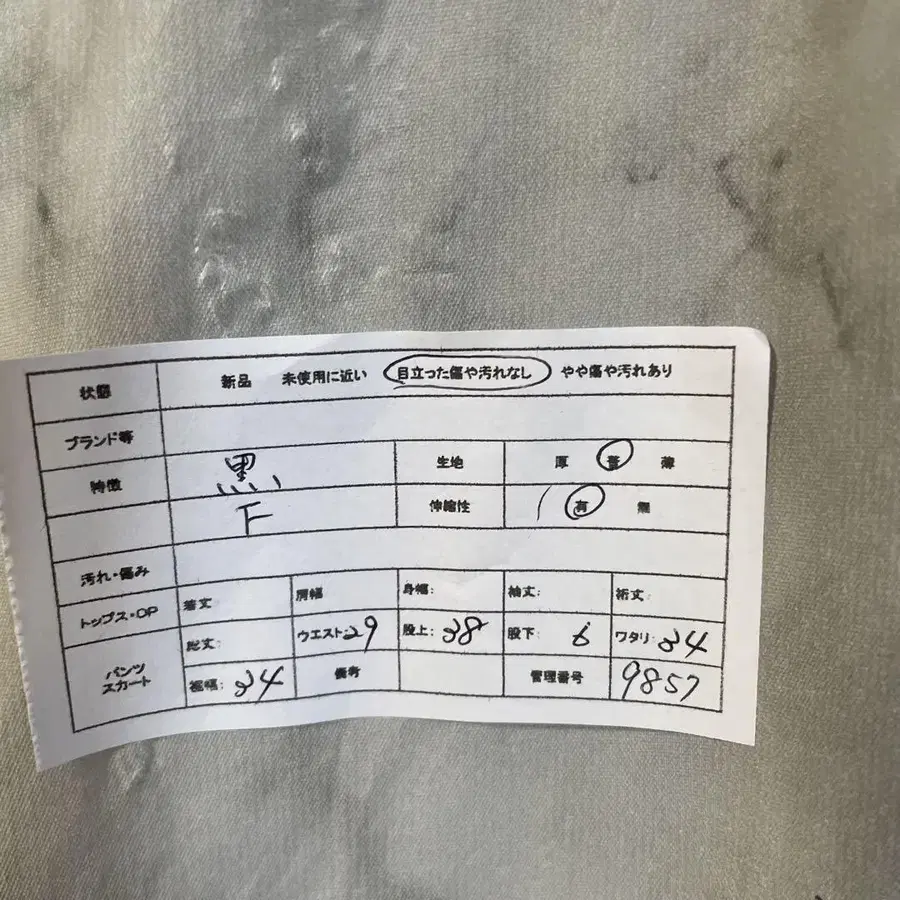 状態 新品 未使用に近い 目立った傷や汚れなし やや傷や汚れあり
ブランド等
特徴 黒 生地 厚 普 薄
F 伸縮性 有 無
汚れ・傷み
トップス・OP 着丈: 肩幅 身幅: 袖丈: 裄丈:
パンツ スカート 総丈: ウエスト:29 股上:38 股下: 6 ワタリ:34
裾幅:34 備考 管理番号 9857